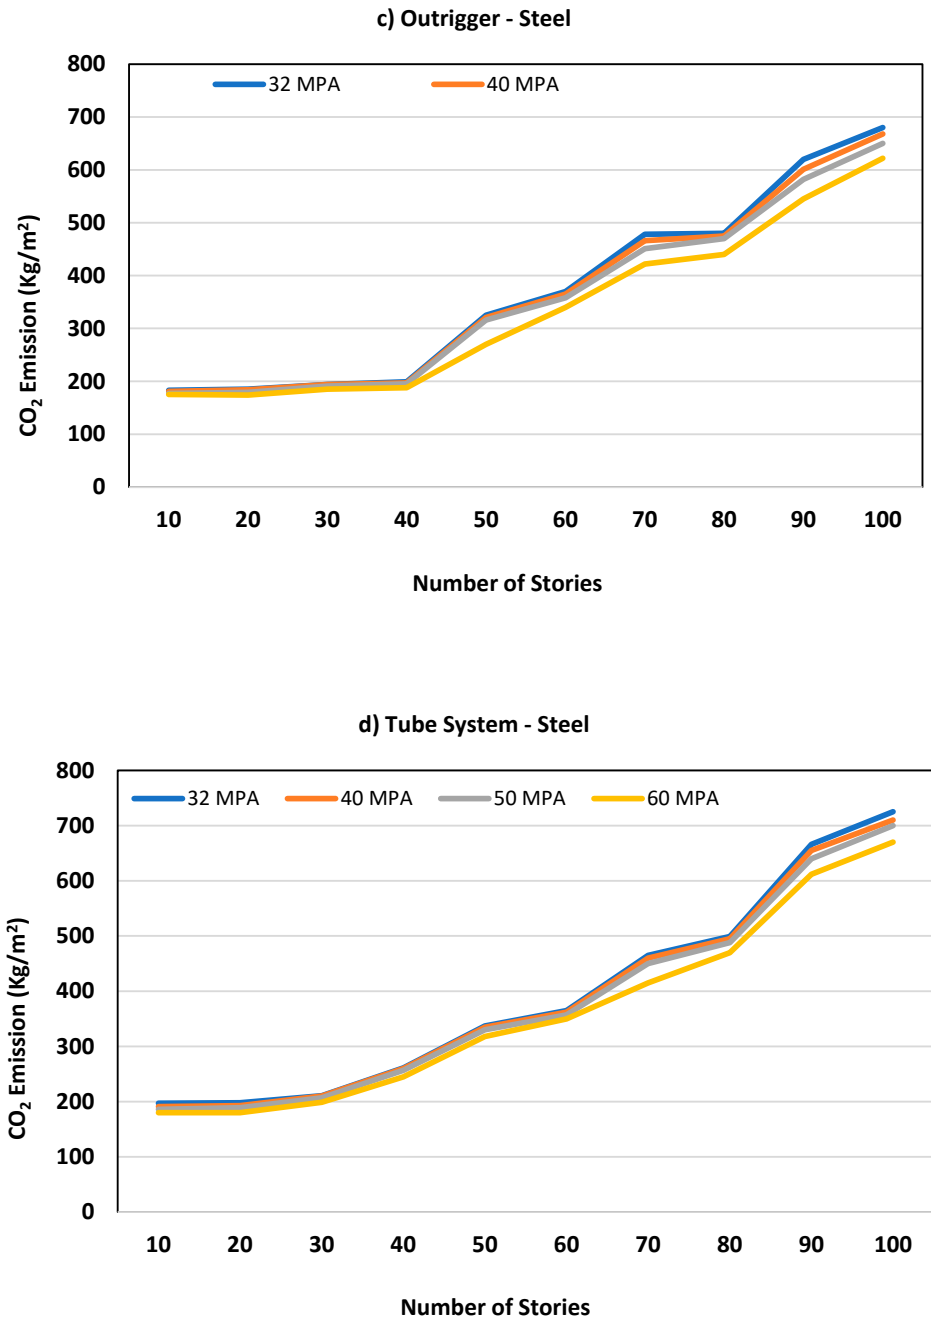 c) Outrigger - Steel
800
32 MPA 40 MPA
700
600
500
400
300
200
100
0
CO2 Emission (Kg/m²)
10 20 30 40 50 60 70 80 90 100
Number of Stories
d) Tube System - Steel
800
32 MPA 40 MPA 50 MPA 60 MPA
700
600
500
400
300
200
100
0
CO2 Emission (Kg/m²)
10 20 30 40 50 60 70 80 90 100
Number of Stories